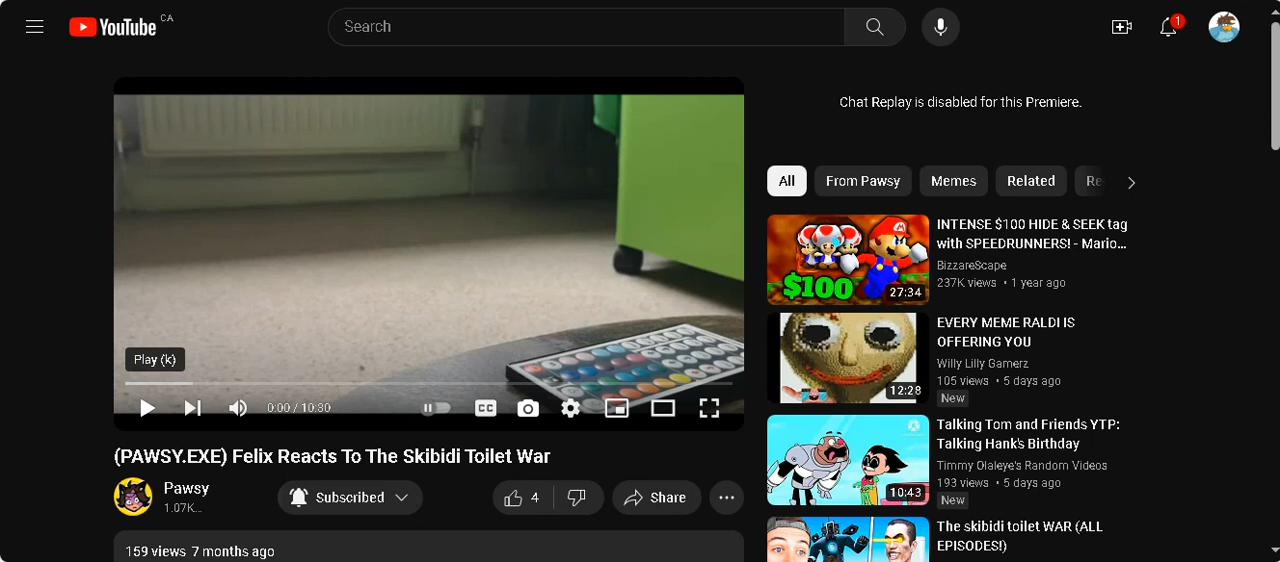 YouTube CA
Search
1
Chat Replay is disabled for this Premiere.
All
From Pawsy
Memes
Related
Re
$100
27:34
INTENSE $100 HIDE & SEEK tag
with SPEEDRUNNERS! - Mario...
BizzareScape
237K views • 1 year ago
12:28
EVERY MEME RALDI IS
OFFERING YOU
Willy Lilly Gamerz
105 views • 5 days ago
New
10:43
Talking Tom and Friends YTP:
Talking Hank's Birthday
Timmy Olaleye's Random Videos
193 views • 5 days ago
New
The skibidi toilet WAR (ALL
EPISODES!)
Play (k)
0:00 / 10:30
CC
(PAWSY.EXE) Felix Reacts To The Skibidi Toilet War
Pawsy
1.07K...
Subscribed
4
Share
159 views 7 months ago